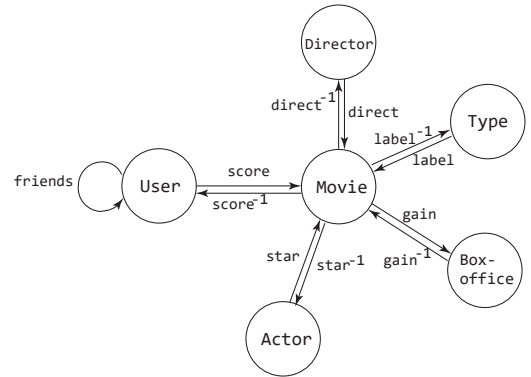 Director
direct-1
direct
label-1
label
Type
friends
User
score
score-1
Movie
gain
gain-1
Box-
office
star
star-1
Actor